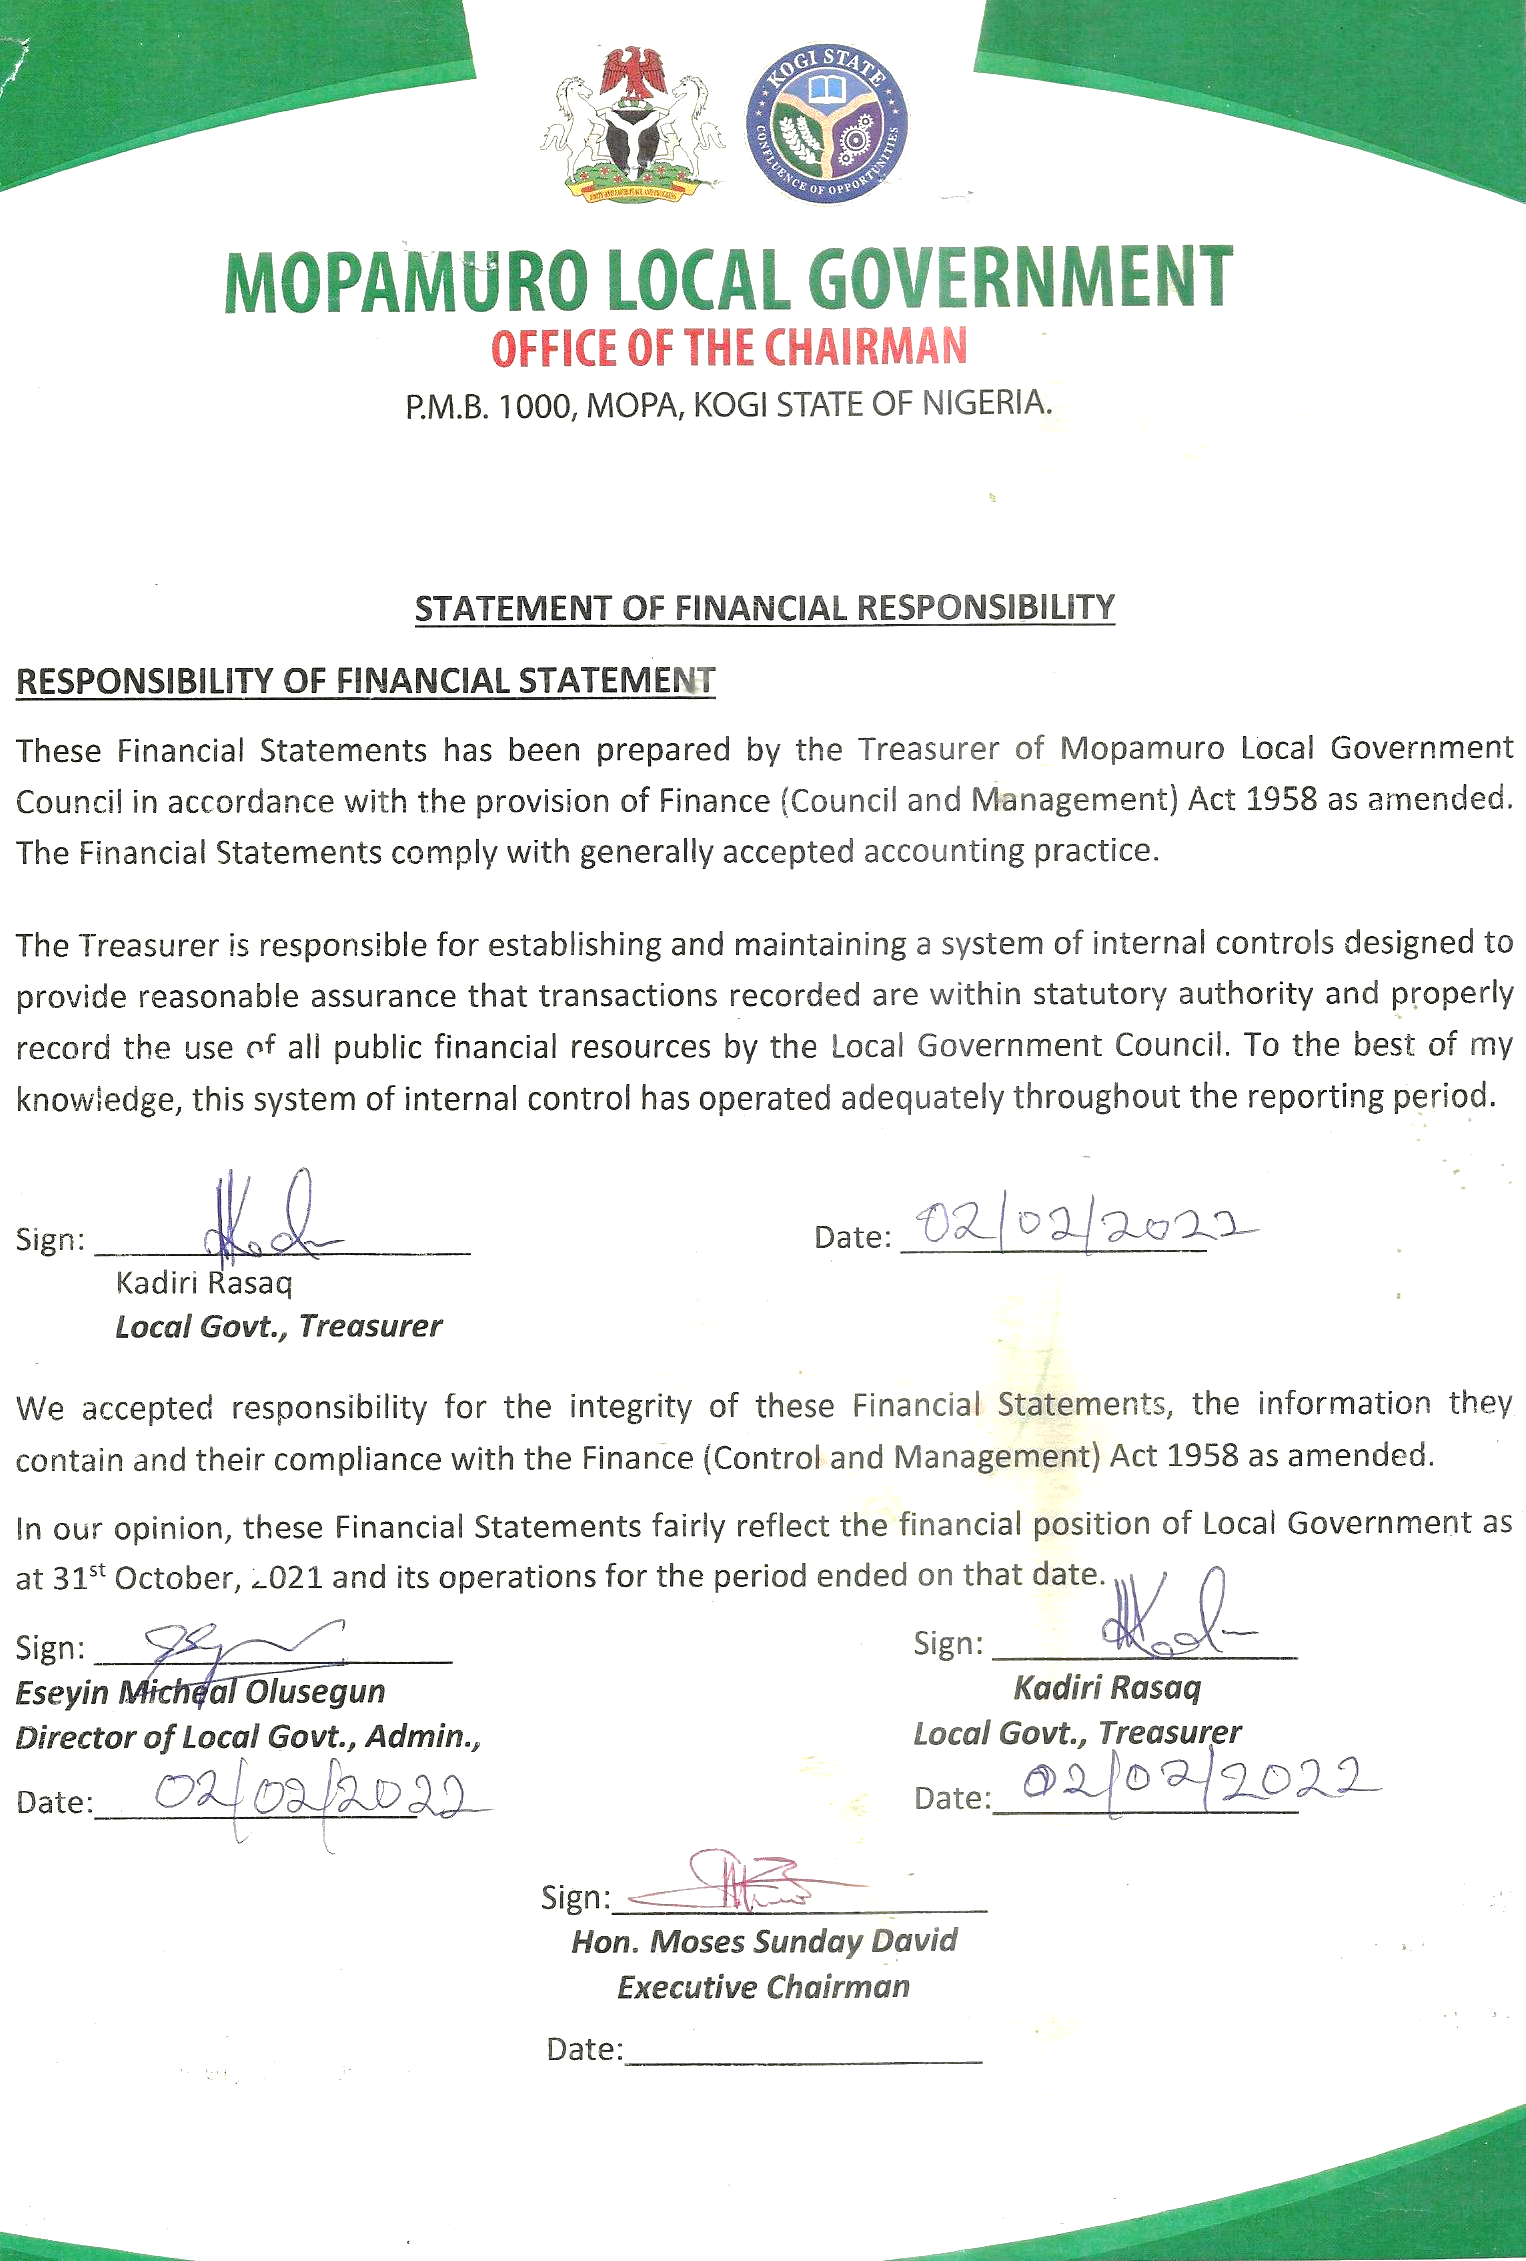 KOGI STATE
CONFLUENCE OF OPPORTUNITIES
MOPAMURO LOCAL GOVERNMENT
OFFICE OF THE CHAIRMAN
P.M.B. 1000, MOPA, KOGI STATE OF NIGERIA.
STATEMENT OF FINANCIAL RESPONSIBILITY
RESPONSIBILITY OF FINANCIAL STATEMENT
These Financial Statements has been prepared by the Treasurer of Mopamuro Local Government
Council in accordance with the provision of Finance (Council and Management) Act 1958 as amended.
The Financial Statements comply with generally accepted accounting practice.
The Treasurer is responsible for establishing and maintaining a system of internal controls designed to
provide reasonable assurance that transactions recorded are within statutory authority and properly
record the use of all public financial resources by the Local Government Council. To the best of my
knowledge, this system of internal control has operated adequately throughout the reporting period.
Sign: Date: 02/02/2022
Kadiri Rasaq
Local Govt., Treasurer
We accepted responsibility for the integrity of these Financial Statements, the information they
contain and their compliance with the Finance (Control and Management) Act 1958 as amended.
In our opinion, these Financial Statements fairly reflect the financial position of Local Government as
at 31st October, 2021 and its operations for the period ended on that date.
Sign: Sign:
Eseyin Micheal Olusegun Kadiri Rasaq
Director of Local Govt., Admin., Local Govt., Treasurer
Date: 02/02/2022 Date: 02/02/2022
Sign:
Hon. Moses Sunday David
Executive Chairman
Date: